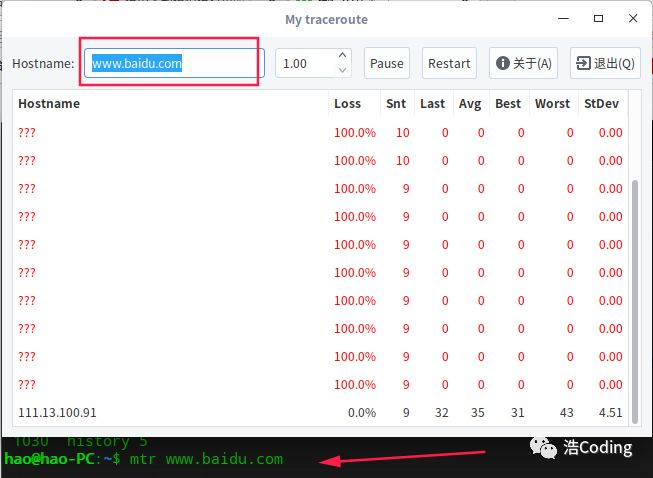 My traceroute
Hostname: www.baidu.com 1.00 Pause Restart 关于(A) 退出(Q)
Hostname Loss Snt Last Avg Best Worst StDev
??? 100.0% 10 0 0 0 0 0.00
??? 100.0% 10 0 0 0 0 0.00
??? 100.0% 9 0 0 0 0 0.00
??? 100.0% 9 0 0 0 0 0.00
??? 100.0% 9 0 0 0 0 0.00
??? 100.0% 9 0 0 0 0 0.00
??? 100.0% 9 0 0 0 0 0.00
??? 100.0% 9 0 0 0 0 0.00
??? 100.0% 9 0 0 0 0 0.00
??? 100.0% 9 0 0 0 0 0.00
111.13.100.91 0.0% 9 32 35 31 43 4.51
history 5
hao@hao-PC:~$ mtr www.baidu.com
浩Coding